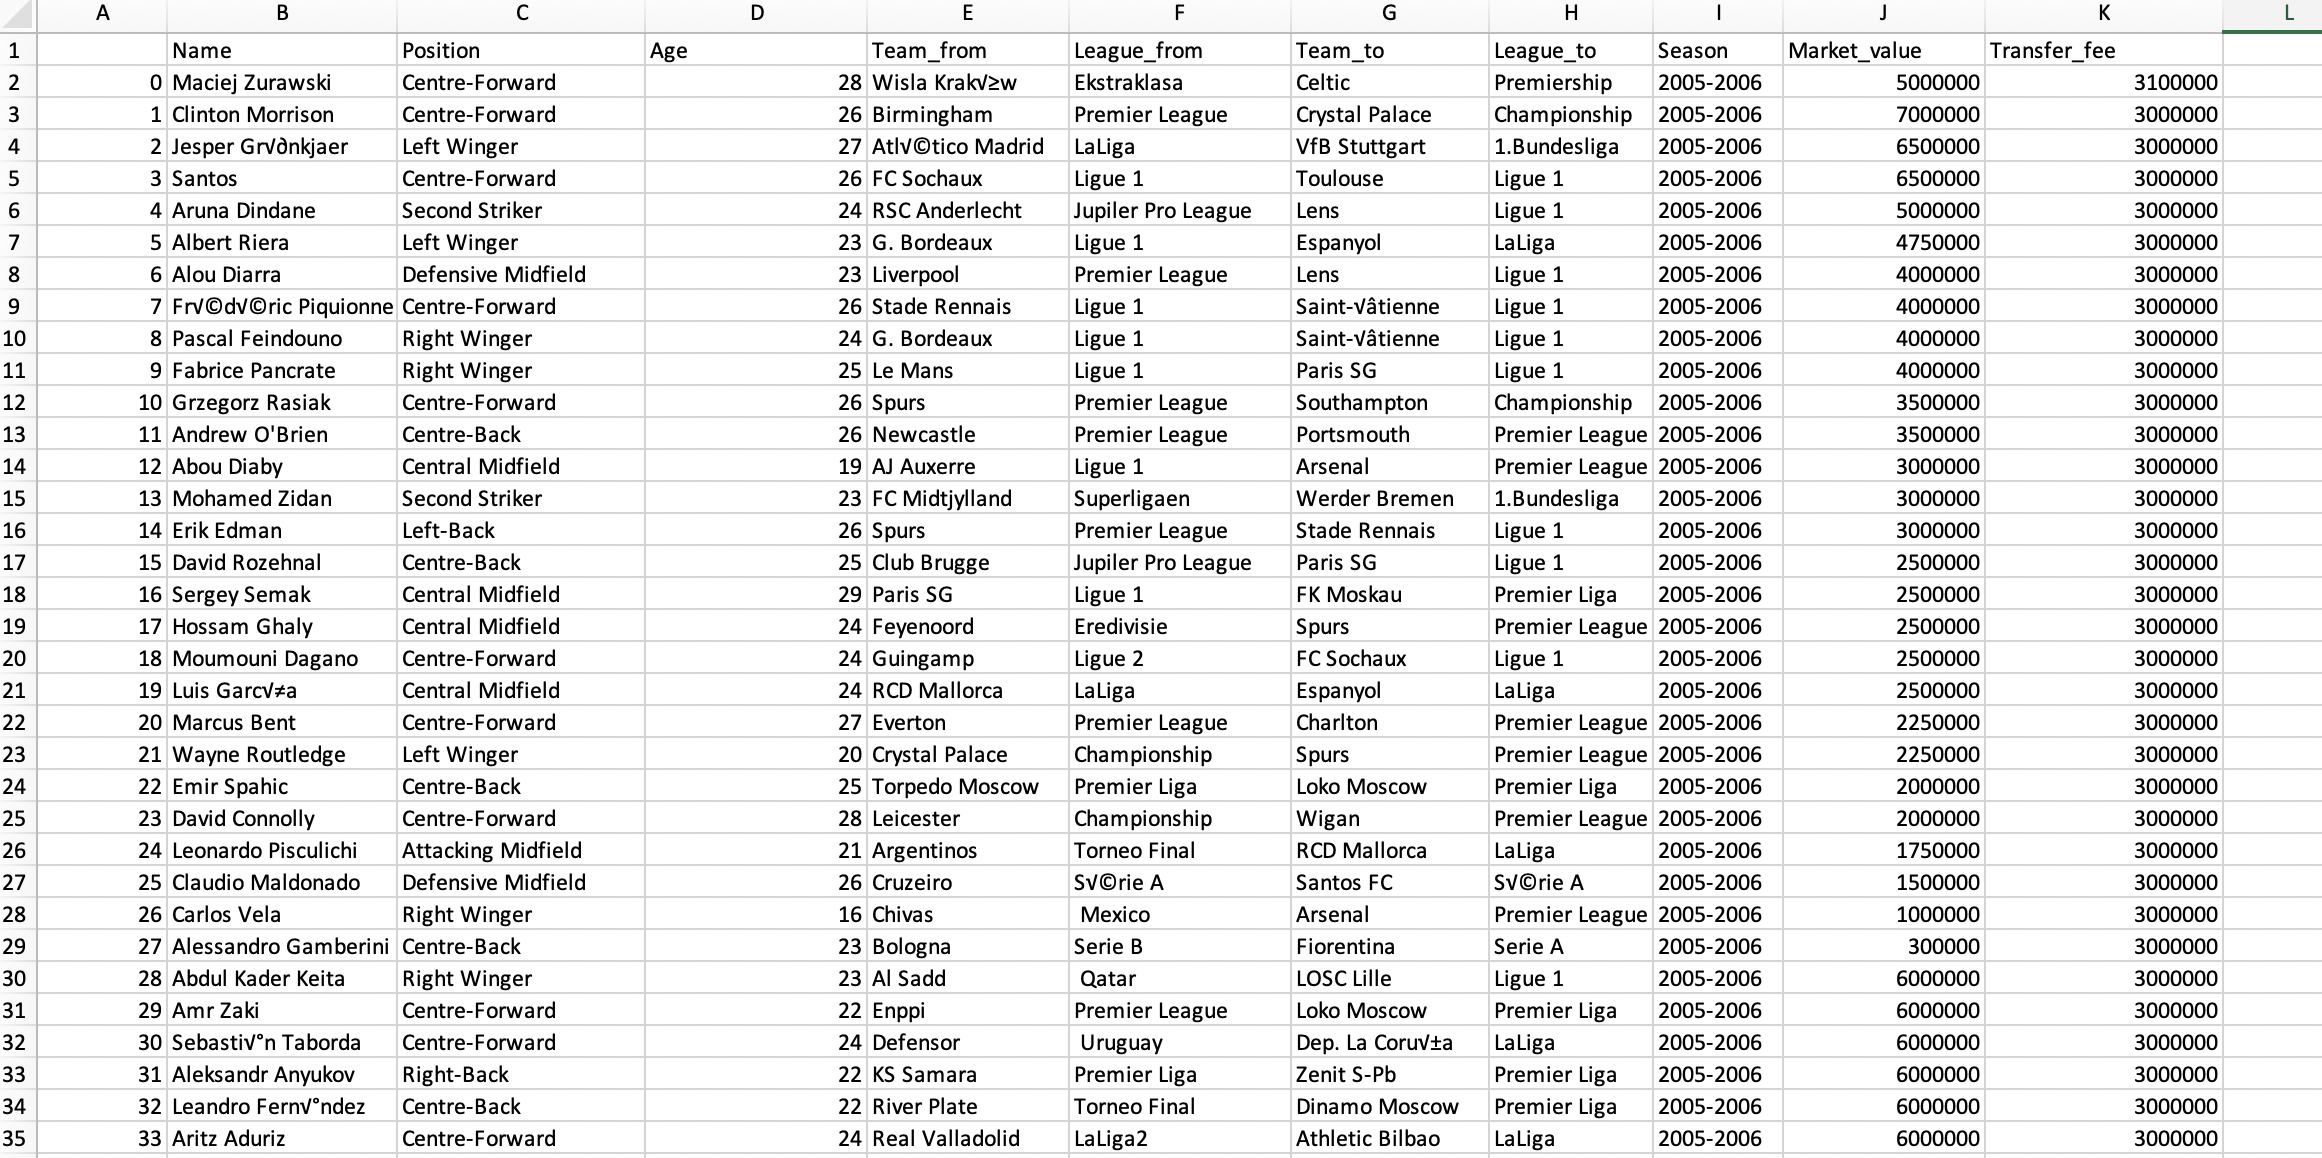 A B C D E F G H I J K L
1 Name Position Age Team_from League_from Team_to League_to Season Market_value Transfer_fee
2 0 Maciej Zurawski Centre-Forward 28 Wisla Krak√≥w Ekstraklasa Celtic Premiership 2005-2006 5000000 3100000
3 1 Clinton Morrison Centre-Forward 26 Birmingham Premier League Crystal Palace Championship 2005-2006 7000000 3000000
4 2 Jesper Gr√∂nkjaer Left Winger 27 Atl√©tico Madrid LaLiga VfB Stuttgart 1.Bundesliga 2005-2006 6500000 3000000
5 3 Santos Centre-Forward 26 FC Sochaux Ligue 1 Toulouse Ligue 1 2005-2006 6500000 3000000
6 4 Aruna Dindane Second Striker 24 RSC Anderlecht Jupiler Pro League Lens Ligue 1 2005-2006 5000000 3000000
7 5 Albert Riera Left Winger 23 G. Bordeaux Ligue 1 Espanyol LaLiga 2005-2006 4750000 3000000
8 6 Alou Diarra Defensive Midfield 23 Liverpool Premier League Lens Ligue 1 2005-2006 4000000 3000000
9 7 Fr√©d√©ric Piquionne Centre-Forward 26 Stade Rennais Ligue 1 Saint-√âtienne Ligue 1 2005-2006 4000000 3000000
10 8 Pascal Feindouno Right Winger 24 G. Bordeaux Ligue 1 Saint-√âtienne Ligue 1 2005-2006 4000000 3000000
11 9 Fabrice Pancrate Right Winger 25 Le Mans Ligue 1 Paris SG Ligue 1 2005-2006 4000000 3000000
12 10 Grzegorz Rasiak Centre-Forward 26 Spurs Premier League Southampton Championship 2005-2006 3500000 3000000
13 11 Andrew O'Brien Centre-Back 26 Newcastle Premier League Portsmouth Premier League 2005-2006 3500000 3000000
14 12 Abou Diaby Central Midfield 19 AJ Auxerre Ligue 1 Arsenal Premier League 2005-2006 3000000 3000000
15 13 Mohamed Zidan Second Striker 23 FC Midtjylland Superligaen Werder Bremen 1.Bundesliga 2005-2006 3000000 3000000
16 14 Erik Edman Left-Back 26 Spurs Premier League Stade Rennais Ligue 1 2005-2006 3000000 3000000
17 15 David Rozehnal Centre-Back 25 Club Brugge Jupiler Pro League Paris SG Ligue 1 2005-2006 2500000 3000000
18 16 Sergey Semak Central Midfield 29 Paris SG Ligue 1 FK Moskau Premier Liga 2005-2006 2500000 3000000
19 17 Hossam Ghaly Central Midfield 24 Feyenoord Eredivisie Spurs Premier League 2005-2006 2500000 3000000
20 18 Moumouni Dagano Centre-Forward 24 Guingamp Ligue 2 FC Sochaux Ligue 1 2005-2006 2500000 3000000
21 19 Luis Garc√≠a Central Midfield 24 RCD Mallorca LaLiga Espanyol LaLiga 2005-2006 2500000 3000000
22 20 Marcus Bent Centre-Forward 27 Everton Premier League Charlton Premier League 2005-2006 2250000 3000000
23 21 Wayne Routledge Left Winger 20 Crystal Palace Championship Spurs Premier League 2005-2006 2250000 3000000
24 22 Emir Spahic Centre-Back 25 Torpedo Moscow Premier Liga Loko Moscow Premier Liga 2005-2006 2000000 3000000
25 23 David Connolly Centre-Forward 28 Leicester Championship Wigan Premier League 2005-2006 2000000 3000000
26 24 Leonardo Pisculichi Attacking Midfield 21 Argentinos Torneo Final RCD Mallorca LaLiga 2005-2006 1750000 3000000
27 25 Claudio Maldonado Defensive Midfield 26 Cruzeiro S√©rie A Santos FC S√©rie A 2005-2006 1500000 3000000
28 26 Carlos Vela Right Winger 16 Chivas Mexico Arsenal Premier League 2005-2006 1000000 3000000
29 27 Alessandro Gamberini Centre-Back 23 Bologna Serie B Fiorentina Serie A 2005-2006 300000 3000000
30 28 Abdul Kader Keita Right Winger 23 Al Sadd Qatar LOSC Lille Ligue 1 2005-2006 6000000 3000000
31 29 Amr Zaki Centre-Forward 22 Enppi Premier League Loko Moscow Premier Liga 2005-2006 6000000 3000000
32 30 Sebasti√°n Taborda Centre-Forward 24 Defensor Uruguay Dep. La Coru√±a LaLiga 2005-2006 6000000 3000000
33 31 Aleksandr Anyukov Right-Back 22 KS Samara Premier Liga Zenit S-Pb Premier Liga 2005-2006 6000000 3000000
34 32 Leandro Fern√°ndez Centre-Back 22 River Plate Torneo Final Dinamo Moscow Premier Liga 2005-2006 6000000 3000000
35 33 Aritz Aduriz Centre-Forward 24 Real Valladolid LaLiga2 Athletic Bilbao LaLiga 2005-2006 6000000 3000000